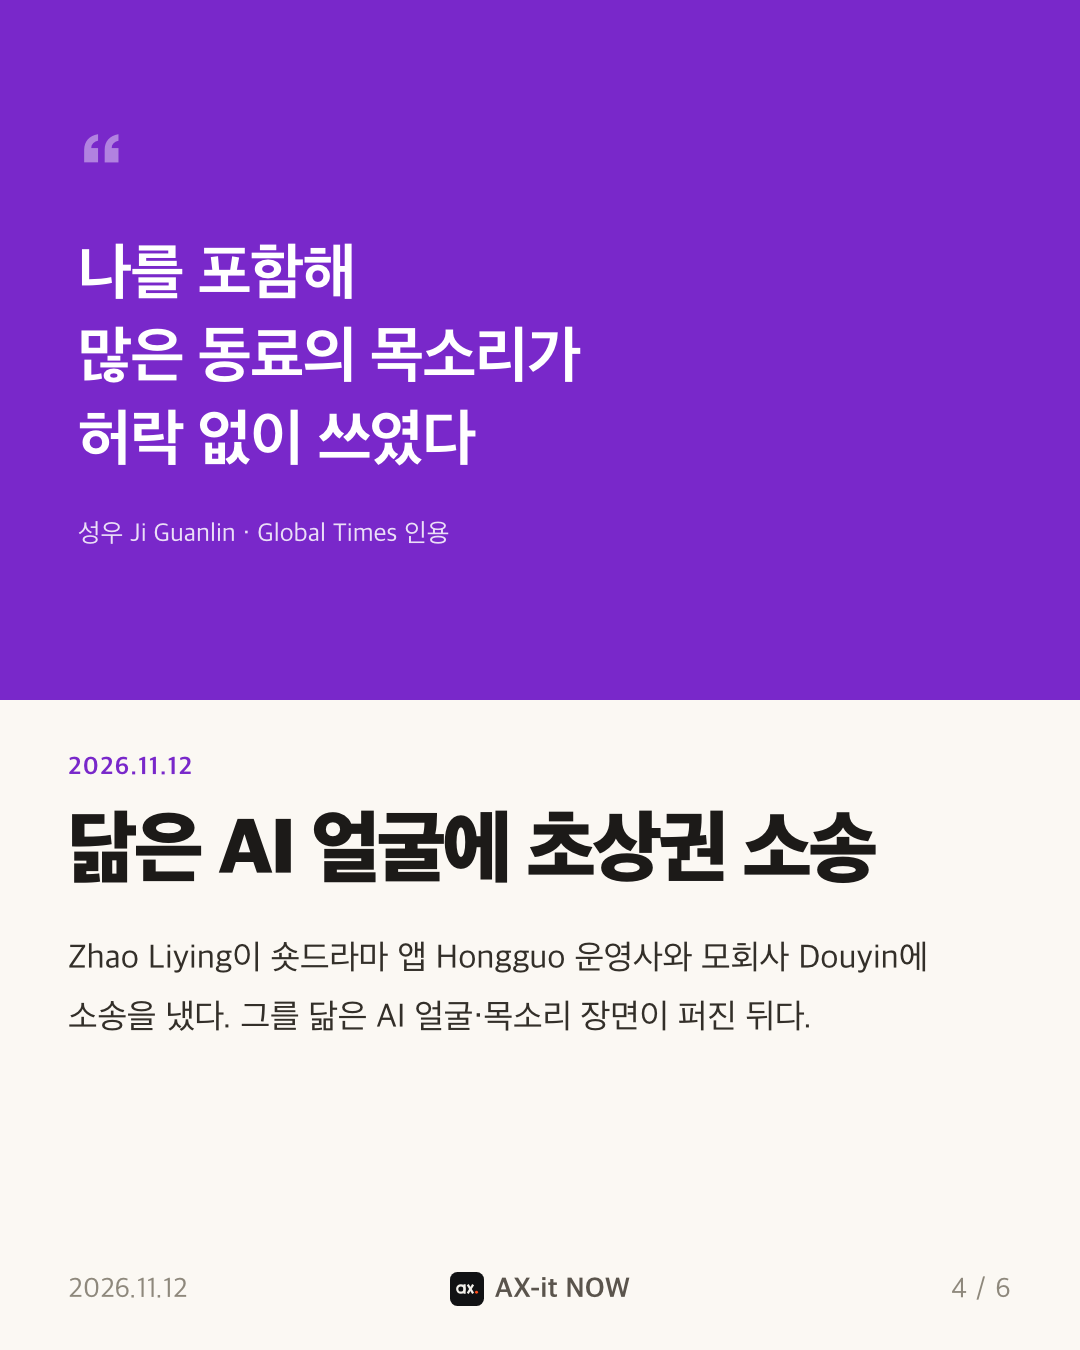 “
나를 포함해
많은 동료의 목소리가
허락 없이 쓰였다
성우 Ji Guanlin · Global Times 인용
2026.11.12
닮은 AI 얼굴에 초상권 소송
Zhao Liying이 숏드라마 앱 Hongguo 운영사와 모회사 Douyin에
소송을 냈다. 그를 닮은 AI 얼굴·목소리 장면이 퍼진 뒤다.
2026.11.12
ax. AX-it NOW
4 / 6